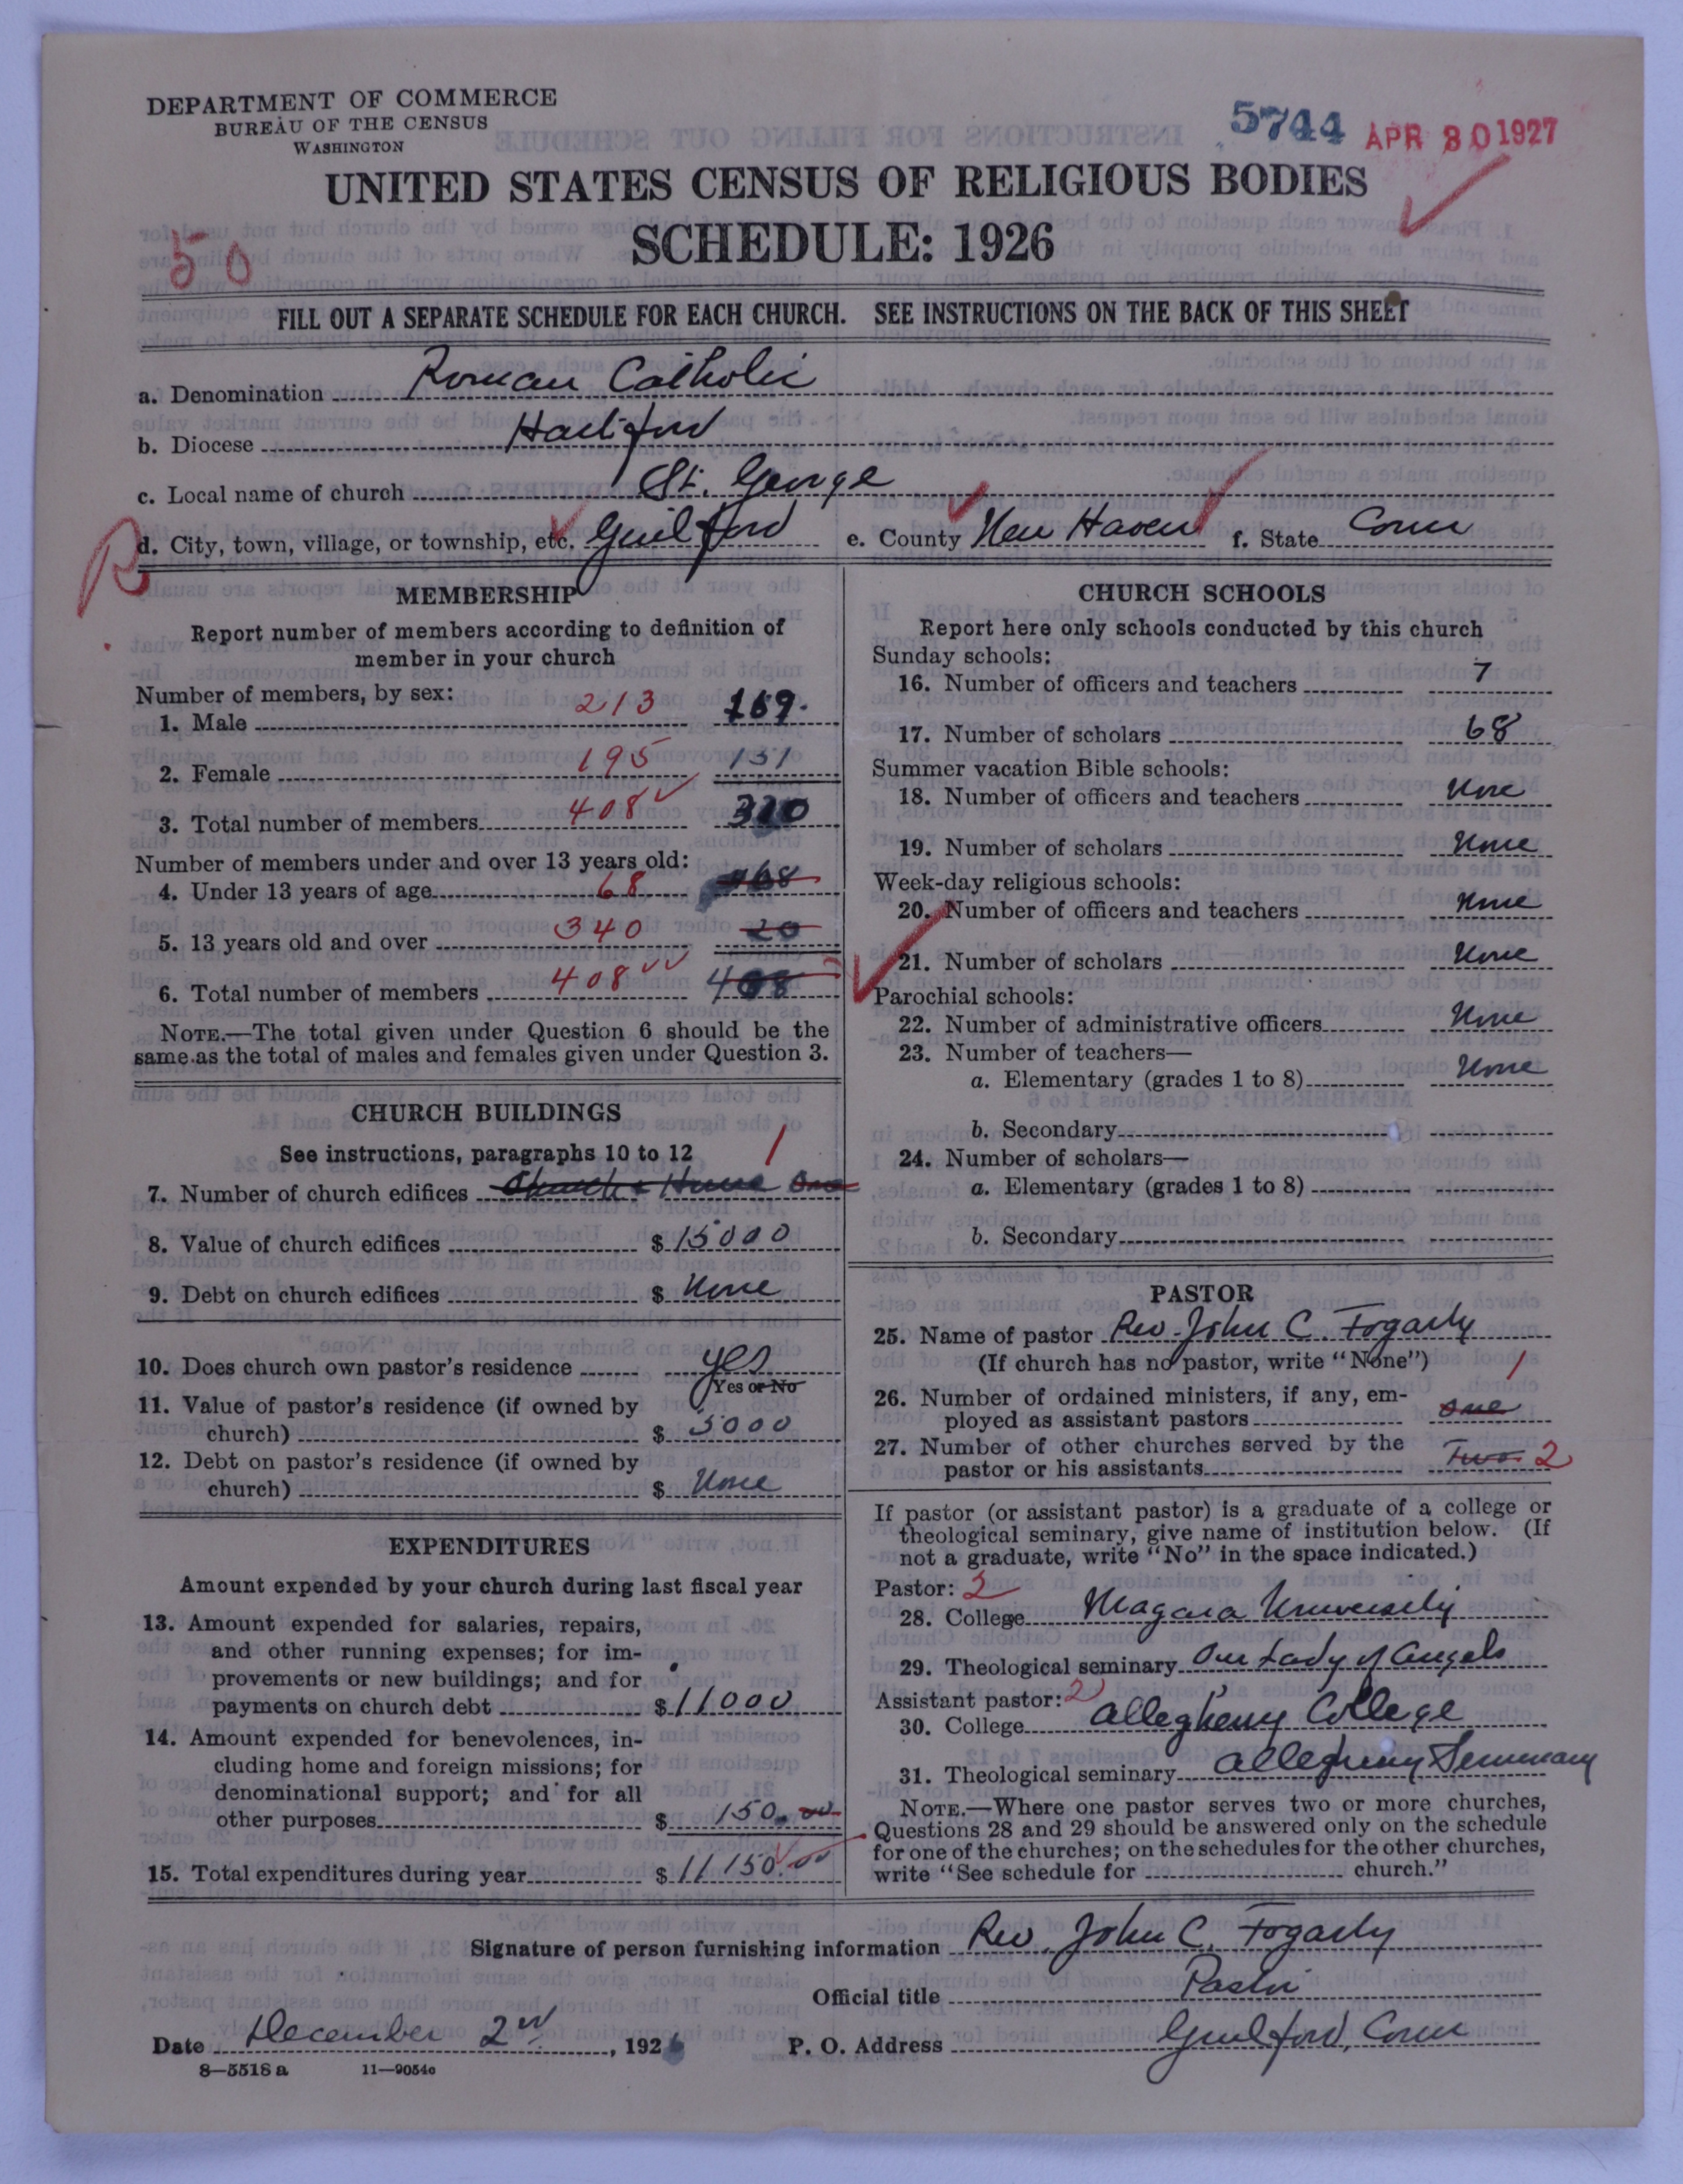 DEPARTMENT OF COMMERCE
BUREAU OF THE CENSUS
WASHINGTON
5744 APR 30 1927
UNITED STATES CENSUS OF RELIGIOUS BODIES
SCHEDULE: 1926
50
FILL OUT A SEPARATE SCHEDULE FOR EACH CHURCH. SEE INSTRUCTIONS ON THE BACK OF THIS SHEET
a. Denomination Roman Catholic
b. Diocese Hartford
c. Local name of church St. George
R
d. City, town, village, or township, etc. Guilford e. County New Haven f. State Conn
MEMBERSHIP
Report number of members according to definition of
member in your church
Number of members, by sex:
1. Male 213 169.
2. Female 195 151
3. Total number of members 408 320
Number of members under and over 13 years old:
4. Under 13 years of age 68 68
5. 13 years old and over 340 20
6. Total number of members 408 408
NOTE.—The total given under Question 6 should be the
same as the total of males and females given under Question 3.
CHURCH BUILDINGS
See instructions, paragraphs 10 to 12 1
7. Number of church edifices Church & House One
8. Value of church edifices $ 15000
9. Debt on church edifices $ None
10. Does church own pastor's residence yes
Yes or No
11. Value of pastor's residence (if owned by
church) $ 5000
12. Debt on pastor's residence (if owned by
church) $ None
EXPENDITURES
Amount expended by your church during last fiscal year
13. Amount expended for salaries, repairs,
and other running expenses; for im-
provements or new buildings; and for
payments on church debt $ 11000
14. Amount expended for benevolences, in-
cluding home and foreign missions; for
denominational support; and for all
other purposes $ 150.00
15. Total expenditures during year $ 11150.00
CHURCH SCHOOLS
Report here only schools conducted by this church
Sunday schools:
16. Number of officers and teachers 7
17. Number of scholars 68
Summer vacation Bible schools:
18. Number of officers and teachers None
19. Number of scholars None
Week-day religious schools:
20. Number of officers and teachers None
21. Number of scholars None
Parochial schools:
22. Number of administrative officers None
23. Number of teachers—
a. Elementary (grades 1 to 8) None
b. Secondary
24. Number of scholars—
a. Elementary (grades 1 to 8)
b. Secondary
PASTOR
25. Name of pastor Rev. John C. Fogarty
(If church has no pastor, write "None") 1
26. Number of ordained ministers, if any, em-
ployed as assistant pastors one
27. Number of other churches served by the
pastor or his assistants Two. 2
If pastor (or assistant pastor) is a graduate of a college or
theological seminary, give name of institution below. (If
not a graduate, write "No" in the space indicated.)
Pastor: 2
28. College Niagara University
29. Theological seminary Our Lady of Angels
Assistant pastor: 2
30. College Allegheny College
31. Theological seminary Allegheny Seminary
NOTE.—Where one pastor serves two or more churches,
Questions 28 and 29 should be answered only on the schedule
for one of the churches; on the schedules for the other churches,
write "See schedule for church."
Signature of person furnishing information Rev. John C. Fogarty
Official title Pastor
Date December 2nd, 1926 P. O. Address Guilford, Conn
8—5518 a 11—9054c